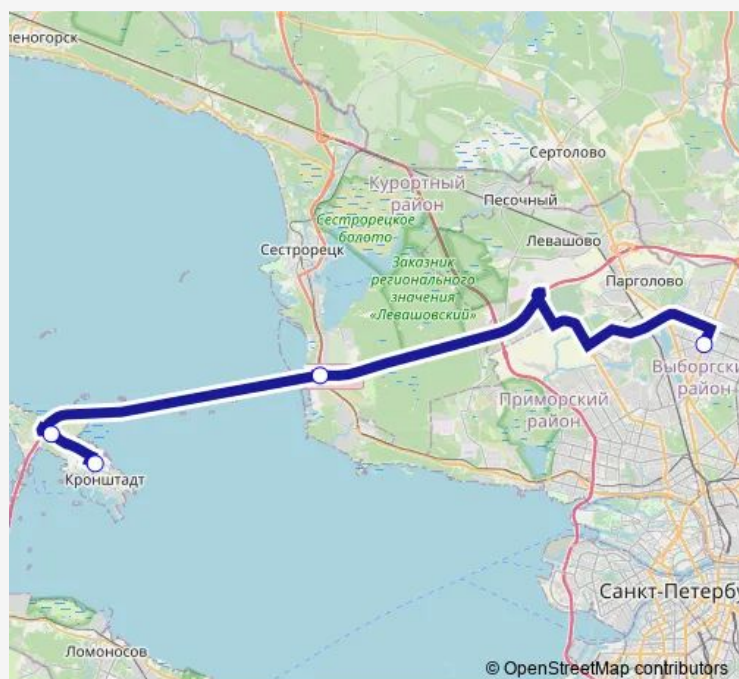 леногорск
Сертолово
Курортный
район
Песочный
Сестрорецкое
болото
Левашово
Сестрорецк
Заказник
регионального
значения
«Левашовский»
Парголово
Выборгски
район
Приморский
район
Кронштадт
Санкт-Петербу
Ломоносов
© OpenStreetMap contributors